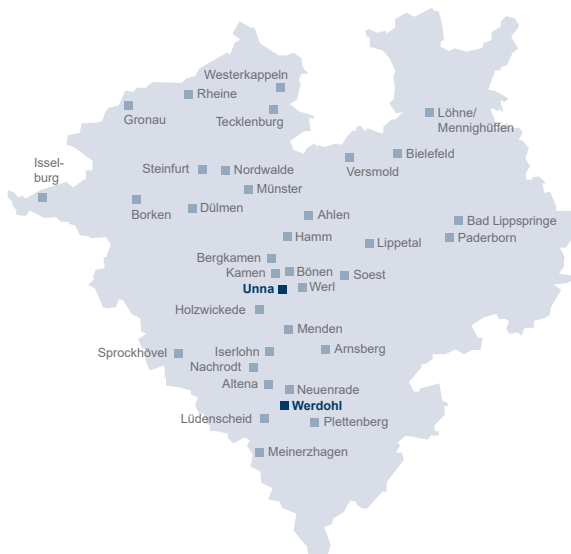 Westerkappeln
Rheine
Gronau
Tecklenburg
Löhne/
Mennighüffen
Bielefeld
Versmold
Issel-
burg
Steinfurt
Nordwalde
Münster
Borken
Dülmen
Ahlen
Bad Lippspringe
Paderborn
Hamm
Lippetal
Bergkamen
Kamen
Bönen
Soest
Unna
Werl
Holzwickede
Menden
Sprockhövel
Iserlohn
Arnsberg
Nachrodt
Altena
Neuenrade
Werdohl
Lüdenscheid
Plettenberg
Meinerzhagen